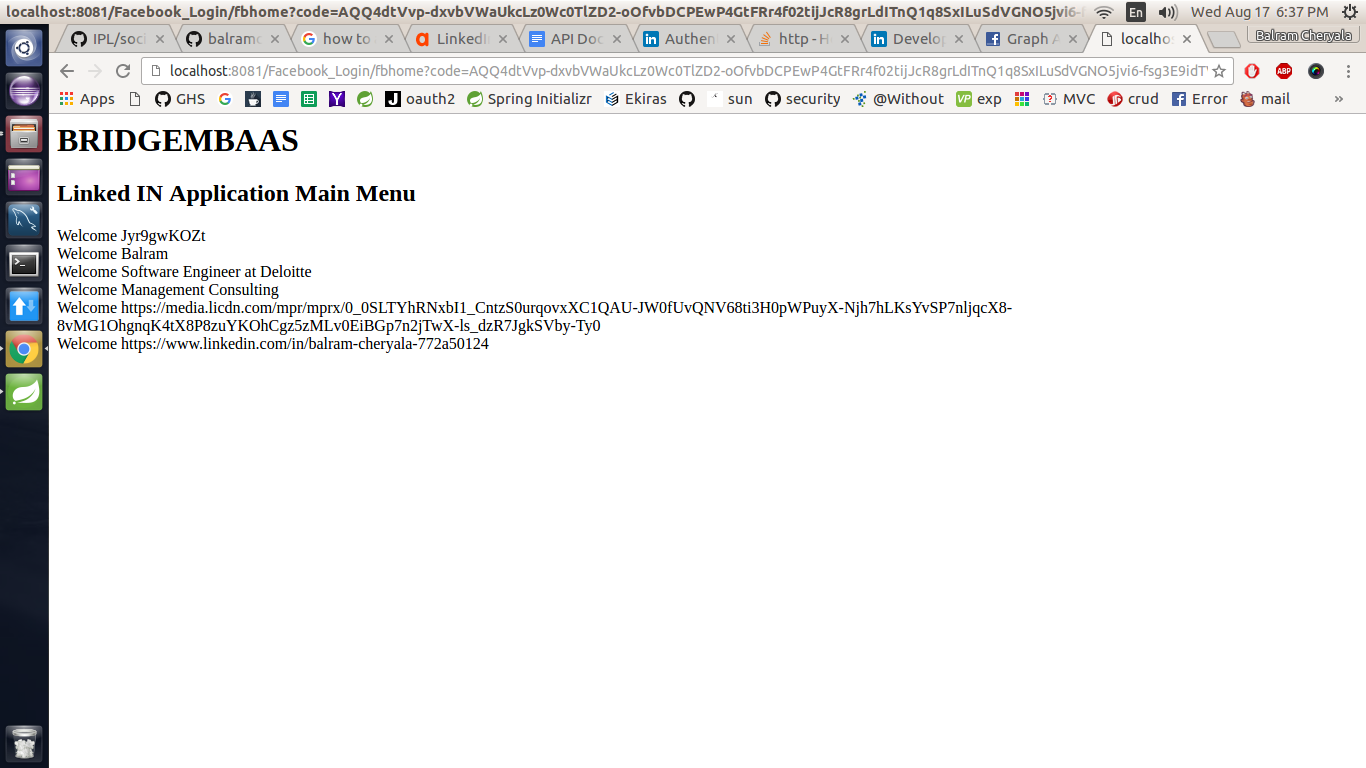 localhost:8081/Facebook_Login/fbhome?code=AQQ4dtVvp-dxvbVWaUkcLz0Wc0TlZD2-oOfvbDCPEwP4GtFRr4f02tijJcR8grLdITnQ1q8SxILuSdVGNO5jvi6-f
En Wed Aug 17 6:37 PM
IPL/soci balramc how to LinkedI API Doc Authen http - H Develop Graph A localhos Balram Cheryala
localhost:8081/Facebook_Login/fbhome?code=AQQ4dtVvp-dxvbVWaUkcLz0Wc0TlZD2-oOfvbDCPEwP4GtFRr4f02tijJcR8grLdITnQ1q8SxILuSdVGNO5jvi6-fsg3E9idT
Apps GHS oauth2 Spring Initializr Ekiras sun security @Without exp MVC crud Error mail »
BRIDGEMBAAS
Linked IN Application Main Menu
Welcome Jyr9gwKOZt
Welcome Balram
Welcome Software Engineer at Deloitte
Welcome Management Consulting
Welcome https://media.licdn.com/mpr/mprx/0_0SLTYhRNxbI1_CntzS0urqovxXC1QAU-JW0fUvQNV68ti3H0pWPuyX-Njh7hLKsYvSP7nljqcX8-
8vMG1OhgnqK4tX8P8zuYKOhCgz5zMLv0EiBGp7n2jTwX-ls_dzR7JgkSVby-Ty0
Welcome https://www.linkedin.com/in/balram-cheryala-772a50124